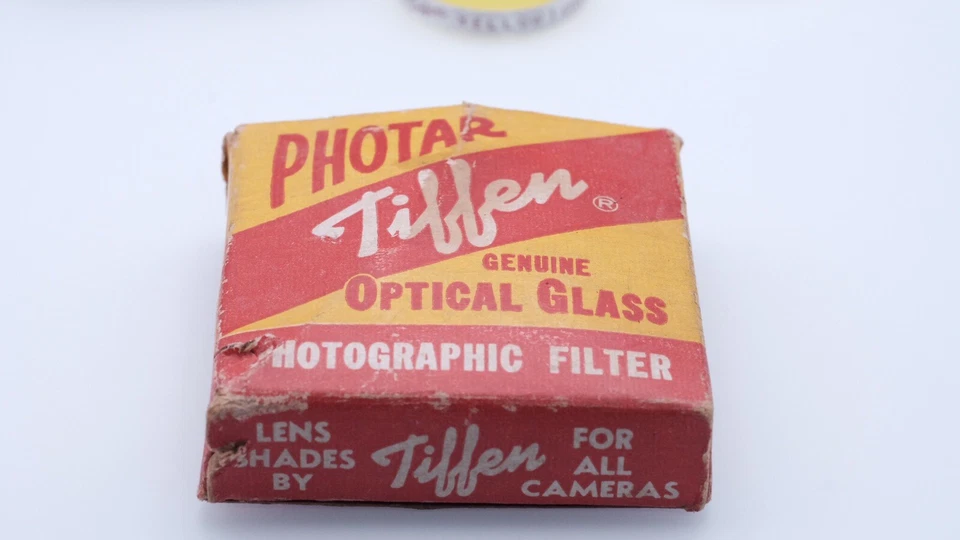 PHOTAR
Tiffen ®
GENUINE
OPTICAL GLASS
HOTOGRAPHIC FILTER
LENS
SHADES
BY
Tiffen
FOR
ALL
CAMERAS